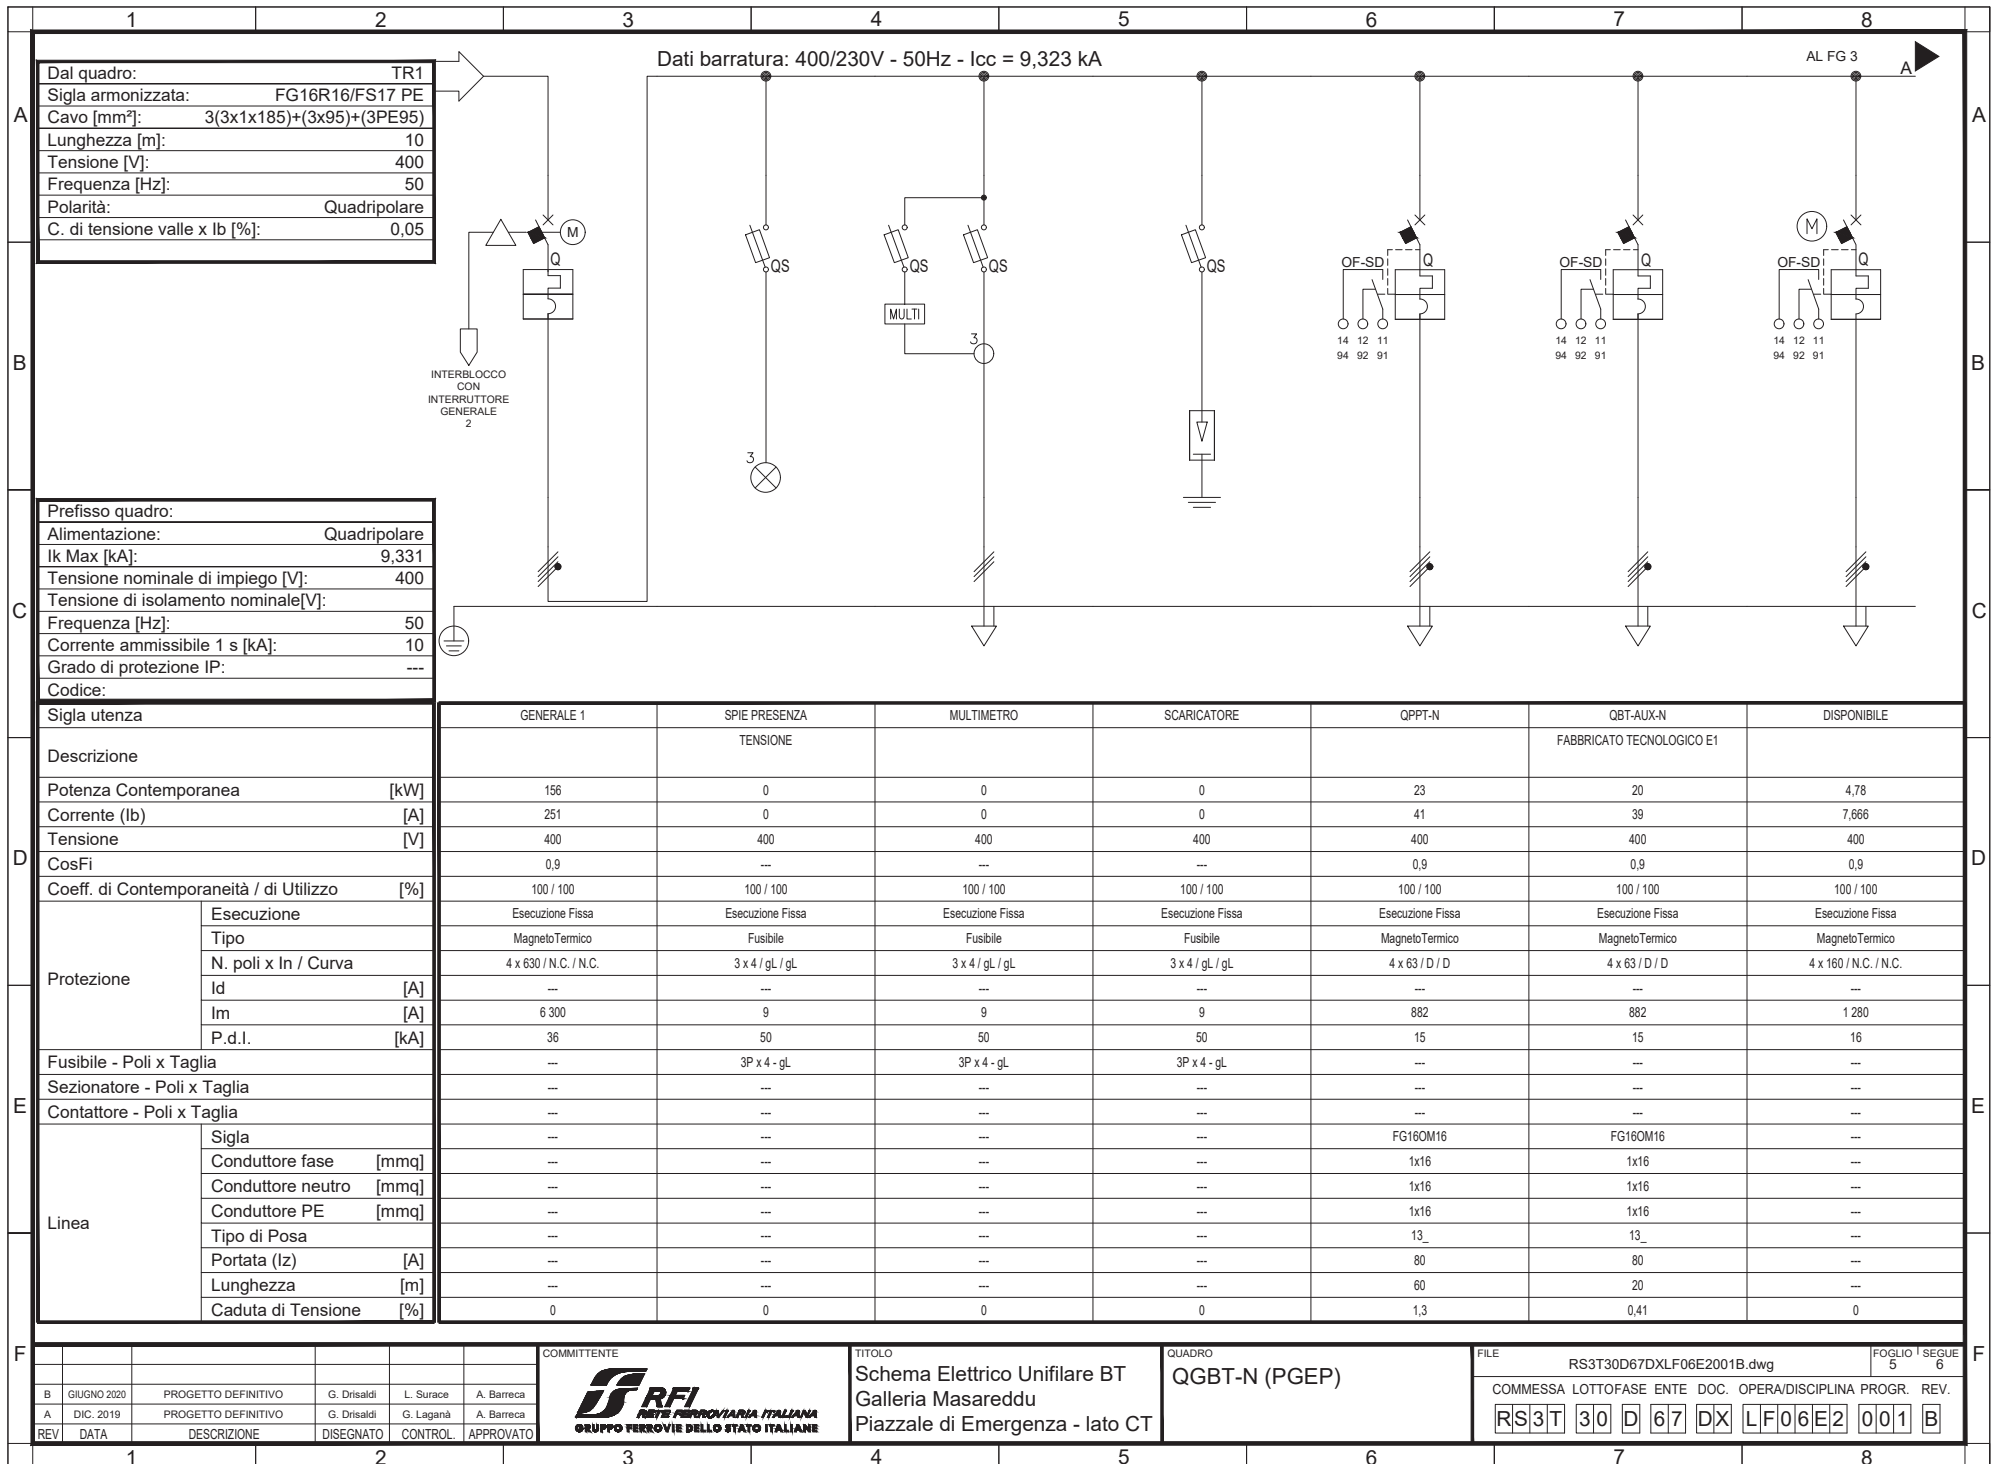 1 2 3 4 5 6 7 8
Dati barratura: 400/230V - 50Hz - Icc = 9,323 kA
AL FG 3
A
Dal quadro: TR1
Sigla armonizzata: FG16R16/FS17 PE
Cavo [mm²]: 3(3x1x185)+(3x95)+(3PE95)
Lunghezza [m]: 10
Tensione [V]: 400
Frequenza [Hz]: 50
Polarità: Quadripolare
C. di tensione valle x Ib [%]: 0,05
A A
B B
C C
D D
E E
F F
M
Q
INTERBLOCCO
CON
INTERRUTTORE
GENERALE
2
QS
3
QS QS
MULTI
3
QS
OF-SD Q
14 12 11
94 92 91
OF-SD Q
14 12 11
94 92 91
M
OF-SD Q
14 12 11
94 92 91
Prefisso quadro:
Alimentazione: Quadripolare
Ik Max [kA]: 9,331
Tensione nominale di impiego [V]: 400
Tensione di isolamento nominale[V]:
Frequenza [Hz]: 50
Corrente ammissibile 1 s [kA]: 10
Grado di protezione IP: ---
Codice:
Sigla utenza GENERALE 1 SPIE PRESENZA MULTIMETRO SCARICATORE QPPT-N QBT-AUX-N DISPONIBILE
Descrizione TENSIONE FABBRICATO TECNOLOGICO E1
Potenza Contemporanea [kW] 156 0 0 0 23 20 4,78
Corrente (Ib) [A] 251 0 0 0 41 39 7,666
Tensione [V] 400 400 400 400 400 400 400
CosFi 0,9 --- --- --- 0,9 0,9 0,9
Coeff. di Contemporaneità / di Utilizzo [%] 100 / 100 100 / 100 100 / 100 100 / 100 100 / 100 100 / 100 100 / 100
Protezione
Esecuzione Esecuzione Fissa Esecuzione Fissa Esecuzione Fissa Esecuzione Fissa Esecuzione Fissa Esecuzione Fissa Esecuzione Fissa
Tipo MagnetoTermico Fusibile Fusibile Fusibile MagnetoTermico MagnetoTermico MagnetoTermico
N. poli x In / Curva 4 x 630 / N.C. / N.C. 3 x 4 / gL / gL 3 x 4 / gL / gL 3 x 4 / gL / gL 4 x 63 / D / D 4 x 63 / D / D 4 x 160 / N.C. / N.C.
Id [A] --- --- --- --- --- --- ---
Im [A] 6 300 9 9 9 882 882 1 280
P.d.I. [kA] 36 50 50 50 15 15 16
Fusibile - Poli x Taglia --- 3P x 4 - gL 3P x 4 - gL 3P x 4 - gL --- --- ---
Sezionatore - Poli x Taglia --- --- --- --- --- --- ---
Contattore - Poli x Taglia --- --- --- --- --- --- ---
Linea
Sigla --- --- --- --- FG16OM16 FG16OM16 ---
Conduttore fase [mmq] --- --- --- --- 1x16 1x16 ---
Conduttore neutro [mmq] --- --- --- --- 1x16 1x16 ---
Conduttore PE [mmq] --- --- --- --- 1x16 1x16 ---
Tipo di Posa --- --- --- --- 13_ 13_ ---
Portata (Iz) [A] --- --- --- --- 80 80 ---
Lunghezza [m] --- --- --- --- 60 20 ---
Caduta di Tensione [%] 0 0 0 0 1,3 0,41 0
B GIUGNO 2020 PROGETTO DEFINITIVO G. Drisaldi L. Surace A. Barreca
A DIC. 2019 PROGETTO DEFINITIVO G. Drisaldi G. Laganà A. Barreca
REV DATA DESCRIZIONE DISEGNATO CONTROL. APPROVATO
COMMITTENTE
RFI
RETE FERROVIARIA ITALIANA
GRUPPO FERROVIE DELLO STATO ITALIANE
TITOLO
Schema Elettrico Unifilare BT
Galleria Masareddu
Piazzale di Emergenza - lato CT
QUADRO
QGBT-N (PGEP)
FILE
RS3T30D67DXLF06E2001B.dwg
FOGLIO SEGUE
5 6
COMMESSA LOTTO FASE ENTE DOC. OPERA/DISCIPLINA PROGR. REV.
RS3T 30 D 67 DX LF06E2 001 B
1 2 3 4 5 6 7 8